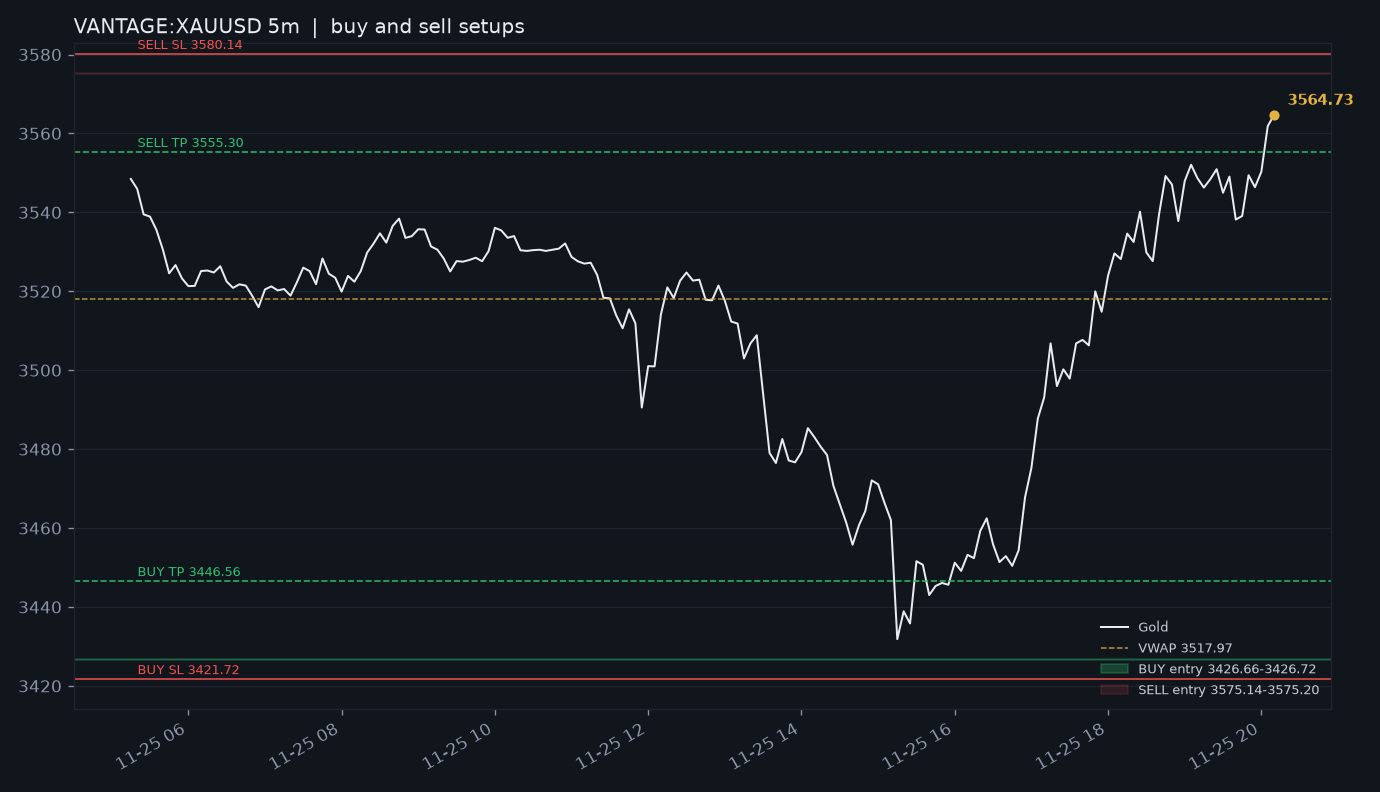 VANTAGE:XAUUSD 5m | buy and sell setups
SELL SL 3580.14
3580
3564.73
3560
SELL TP 3555.30
3540
3520
3500
3480
3460
BUY TP 3446.56
3440
Gold
VWAP 3517.97
BUY entry 3426.66-3426.72
SELL entry 3575.14-3575.20
BUY SL 3421.72
3420
11-25 06
11-25 08
11-25 10
11-25 12
11-25 14
11-25 16
11-25 18
11-25 20